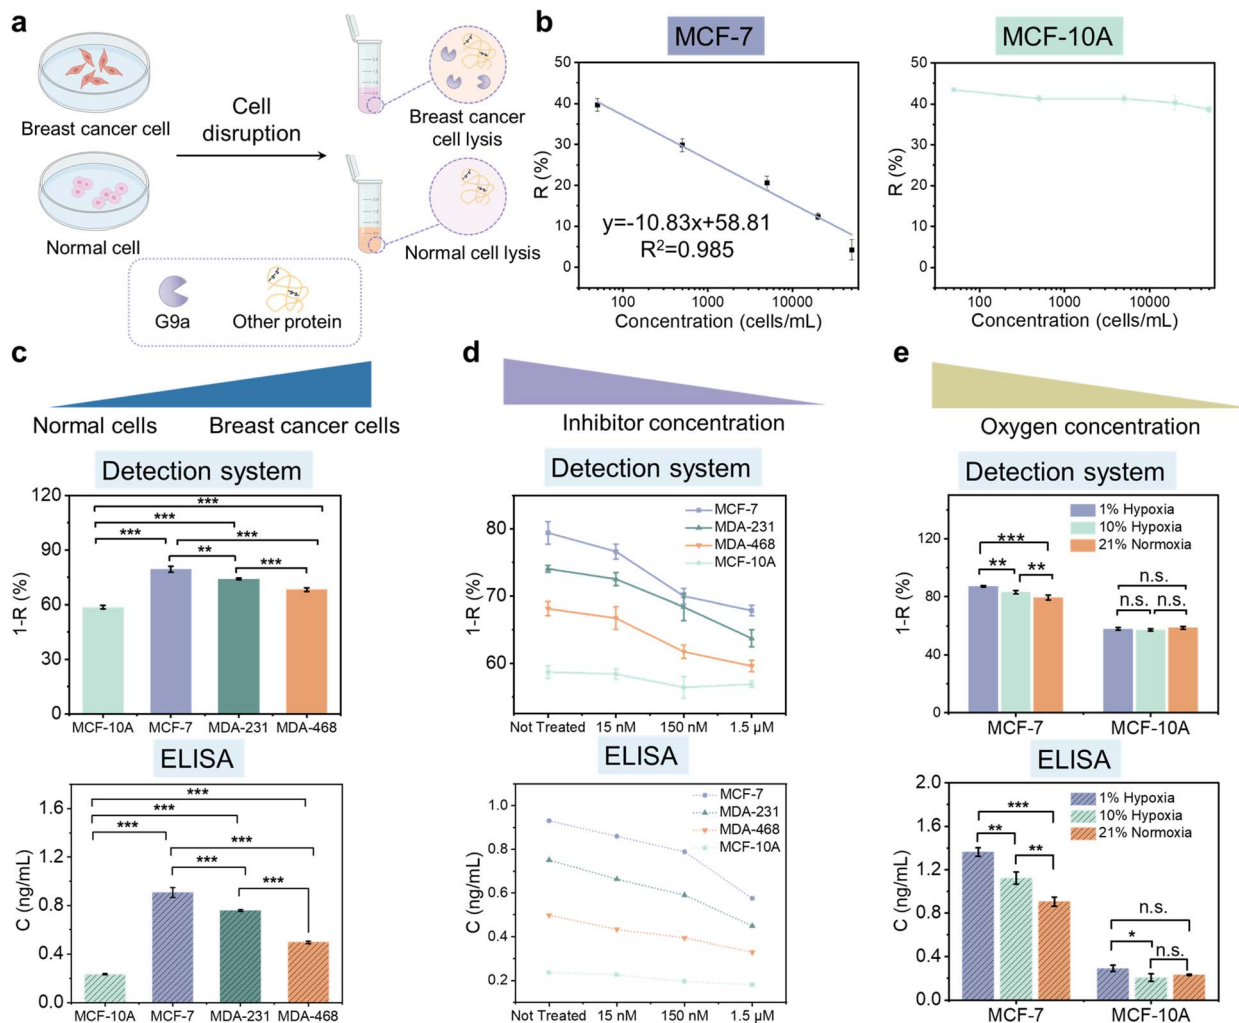 a
Breast cancer cell
Normal cell
Cell
disruption
Breast cancer
cell lysis
Normal cell lysis
G9a
Other protein
b
MCF-7
R (%)
50
40
30
20
10
0
y=-10.83x+58.81
R²=0.985
100 1000 10000
Concentration (cells/mL)
MCF-10A
R (%)
50
40
30
20
10
0
100 1000 10000
Concentration (cells/mL)
c
Normal cells Breast cancer cells
Detection system
1-R (%)
120
90
60
30
0
***
***
***
***
**
***
MCF-10A MCF-7 MDA-231 MDA-468
ELISA
C (ng/mL)
1.6
1.2
0.8
0.4
0.0
***
***
***
***
***
***
MCF-10A MCF-7 MDA-231 MDA-468
d
Inhibitor concentration
Detection system
1-R (%)
80
70
60
MCF-7
MDA-231
MDA-468
MCF-10A
Not Treated 15 nM 150 nM 1.5 μM
ELISA
C (ng/mL)
1.0
0.8
0.6
0.4
0.2
MCF-7
MDA-231
MDA-468
MCF-10A
Not Treated 15 nM 150 nM 1.5 μM
e
Oxygen concentration
Detection system
1-R (%)
120
80
40
0
1% Hypoxia
10% Hypoxia
21% Normoxia
***
** **
n.s.
n.s. n.s.
MCF-7 MCF-10A
ELISA
C (ng/mL)
2.0
1.6
1.2
0.8
0.4
0.0
1% Hypoxia
10% Hypoxia
21% Normoxia
***
**
**
n.s.
*
n.s.
MCF-7 MCF-10A